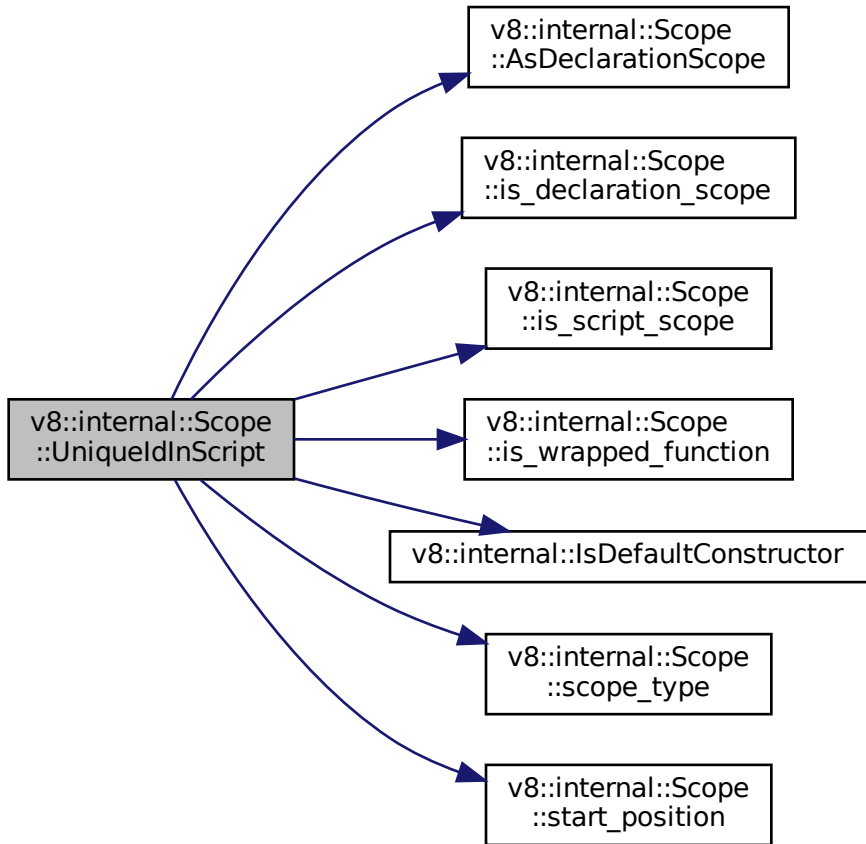 v8::internal::Scope
::AsDeclarationScope
v8::internal::Scope
::is_declaration_scope
v8::internal::Scope
::is_script_scope
v8::internal::Scope
::UniqueIdInScript
v8::internal::Scope
::is_wrapped_function
v8::internal::IsDefaultConstructor
v8::internal::Scope
::scope_type
v8::internal::Scope
::start_position